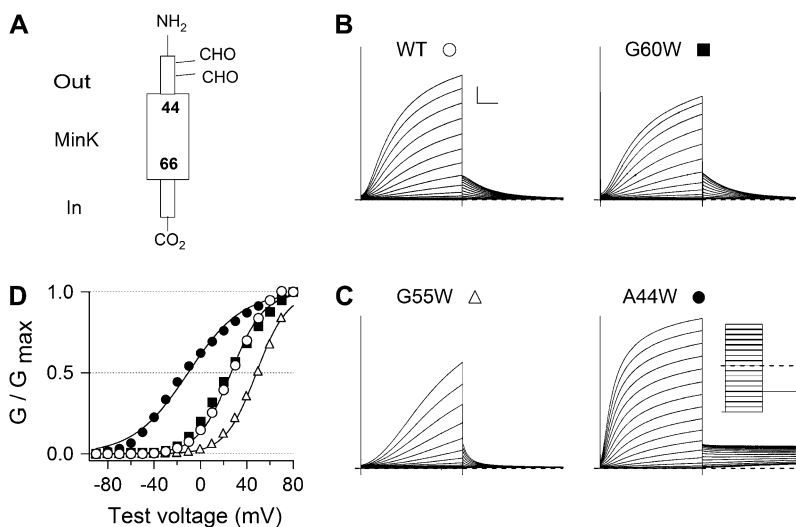 A
NH2
CHO
CHO
Out
44
MinK
66
In
CO2
B
WT
G60W
D
1.0
0.5
0.0
G / G max
-80
-40
0
40
80
Test voltage (mV)
C
G55W
A44W